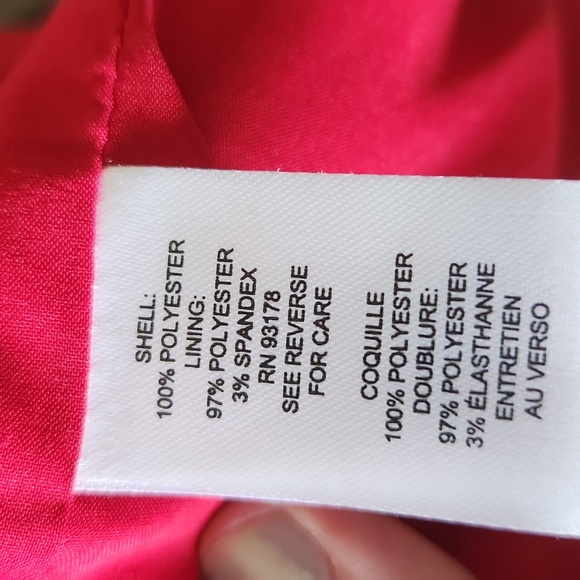 SHELL:
100% POLYESTER
LINING:
97% POLYESTER
3% SPANDEX
RN 93178
SEE REVERSE
FOR CARE
COQUILLE
100% POLYESTER
DOUBLURE:
97% POLYESTER
3% ÉLASTHANNE
ENTRETIEN
AU VERSO